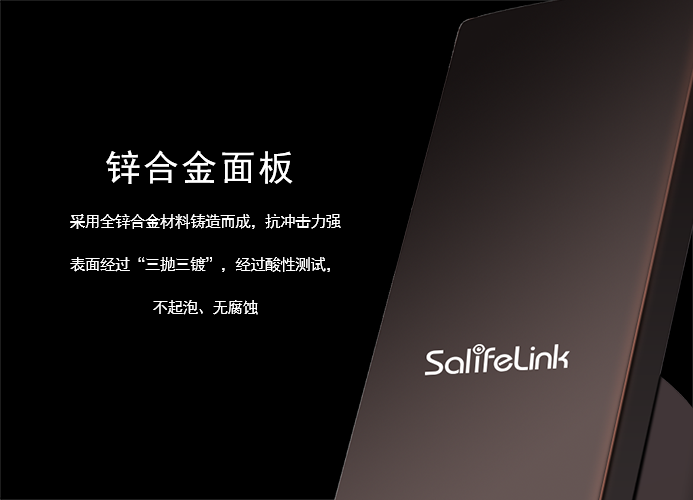 锌合金面板
采用全锌合金材料铸造而成，抗冲击力强
表面经过“三抛三镀”，经过酸性测试，
不起泡、无腐蚀
SalifeLink